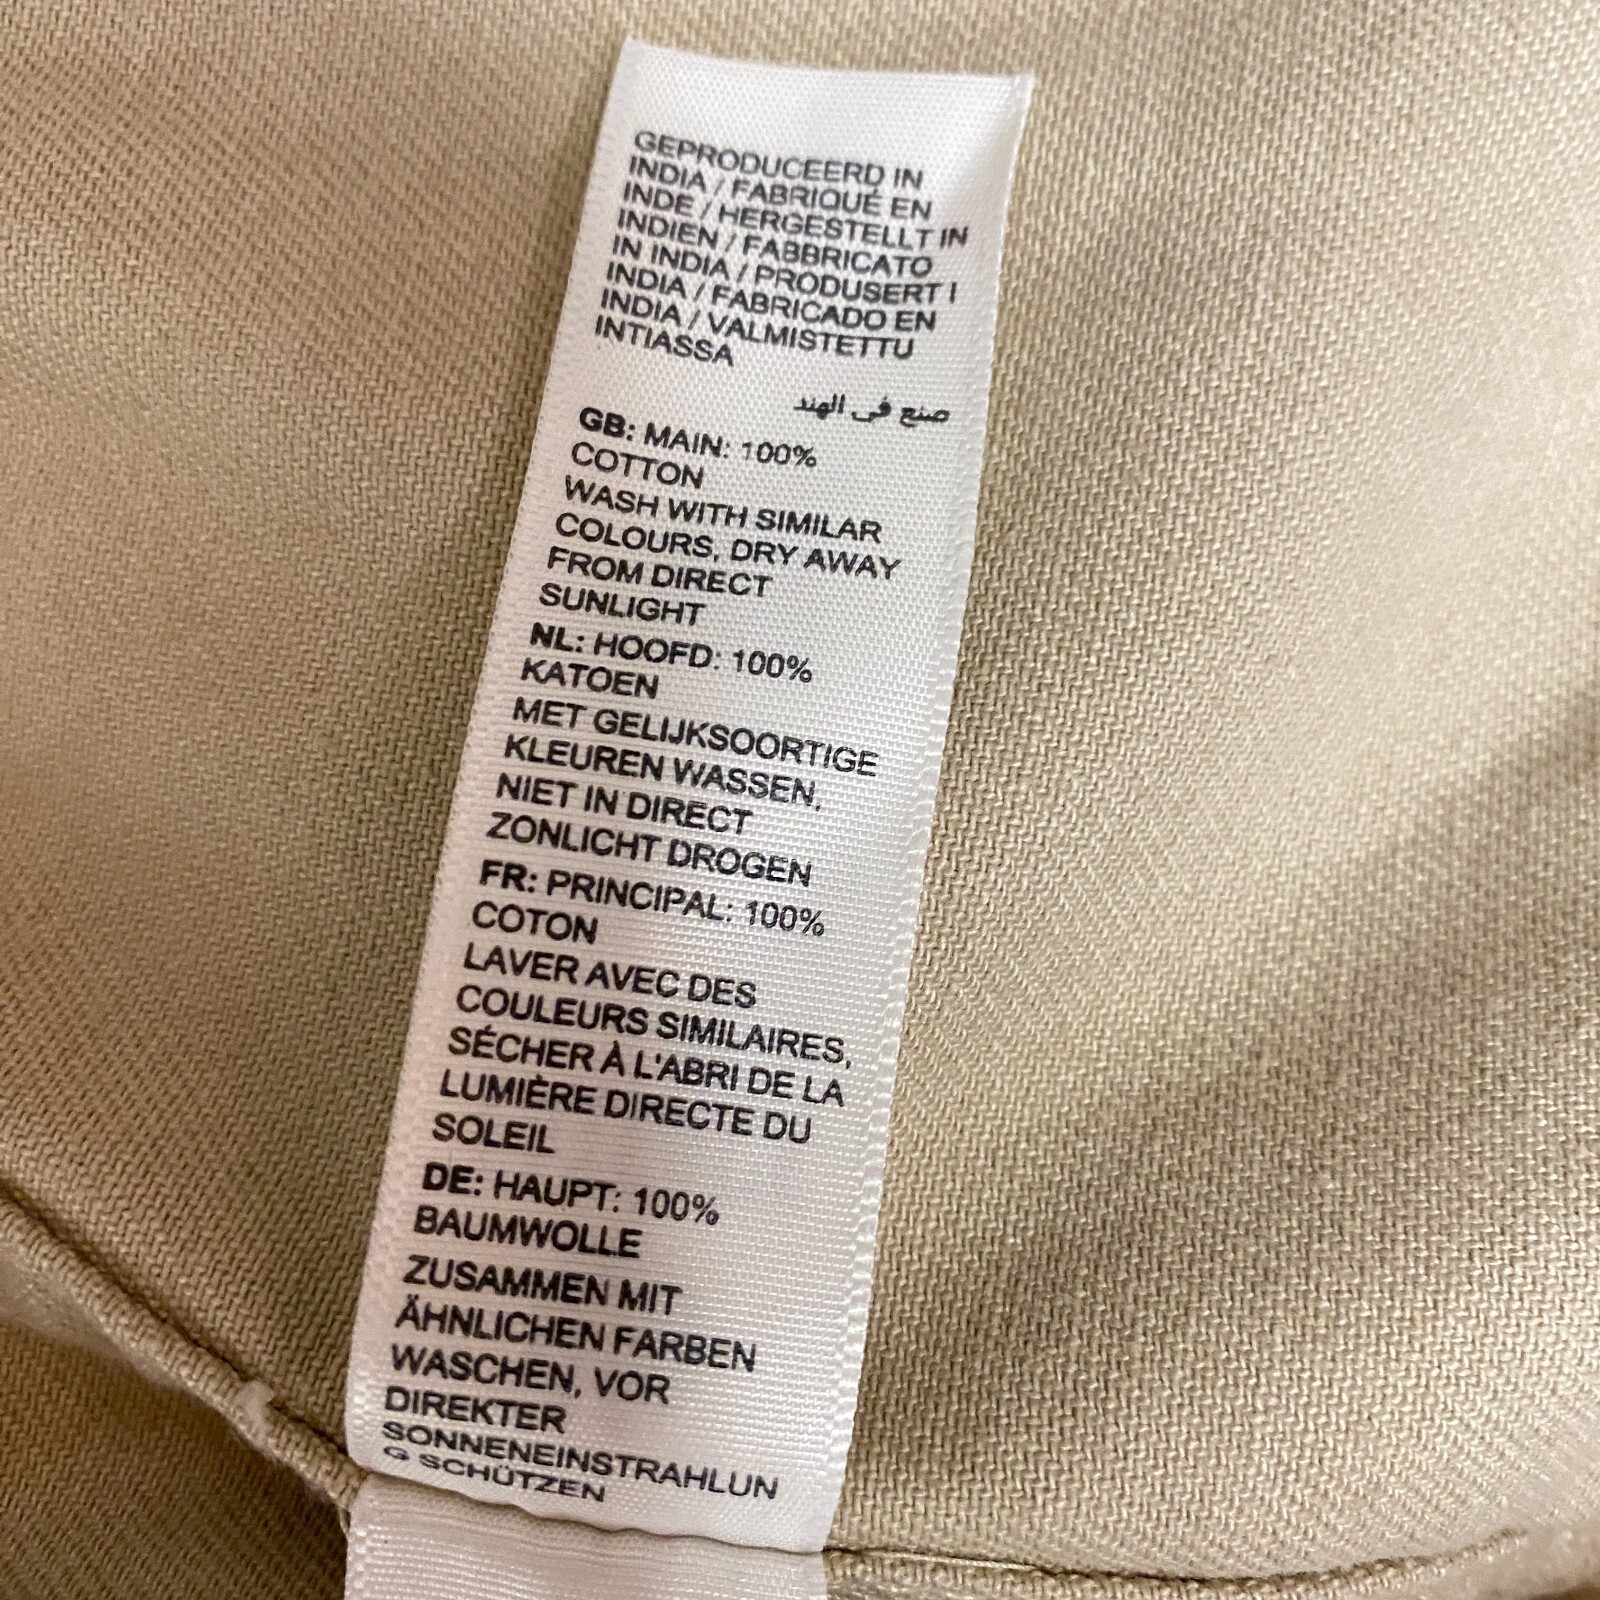 GEPRODUCEERD IN
INDIA / FABRIQUÉ EN
INDE / HERGESTELLT IN
INDIEN / FABBRICATO
IN INDIA / PRODUSERT I
INDIA / FABRICADO EN
INDIA / VALMISTETTU
INTIASSA
صنع في الهند
GB: MAIN: 100%
COTTON
WASH WITH SIMILAR
COLOURS, DRY AWAY
FROM DIRECT
SUNLIGHT
NL: HOOFD: 100%
KATOEN
MET GELIJKSOORTIGE
KLEUREN WASSEN,
NIET IN DIRECT
ZONLICHT DROGEN
FR: PRINCIPAL: 100%
COTON
LAVER AVEC DES
COULEURS SIMILAIRES,
SÉCHER À L'ABRI DE LA
LUMIÈRE DIRECTE DU
SOLEIL
DE: HAUPT: 100%
BAUMWOLLE
ZUSAMMEN MIT
ÄHNLICHEN FARBEN
WASCHEN, VOR
DIREKTER
SONNENEINSTRAHLUN
G SCHÜTZEN